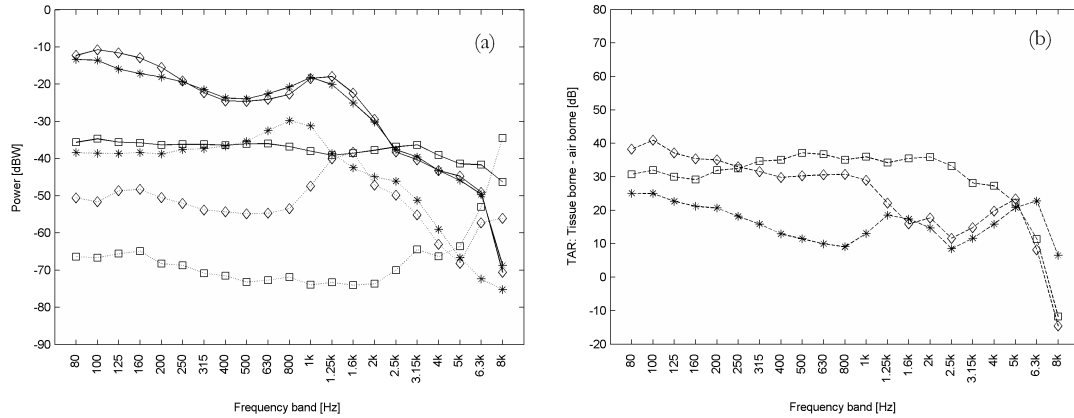 (a)
Power [dBW]
0
-10
-20
-30
-40
-50
-60
-70
-80
-90
80 100 125 160 200 250 315 400 500 630 800 1k 1.25k 1.6k 2k 2.5k 3.15k 4k 5k 6.3k 8k
Frequency band [Hz]
(b)
TAR: Tissue borne - air borne [dB]
80
70
60
50
40
30
20
10
0
-10
-20
80 100 125 160 200 250 315 400 500 630 800 1k 1.25k 1.6k 2k 2.5k 3.15k 4k 5k 6.3k 8k
Frequency band [Hz]